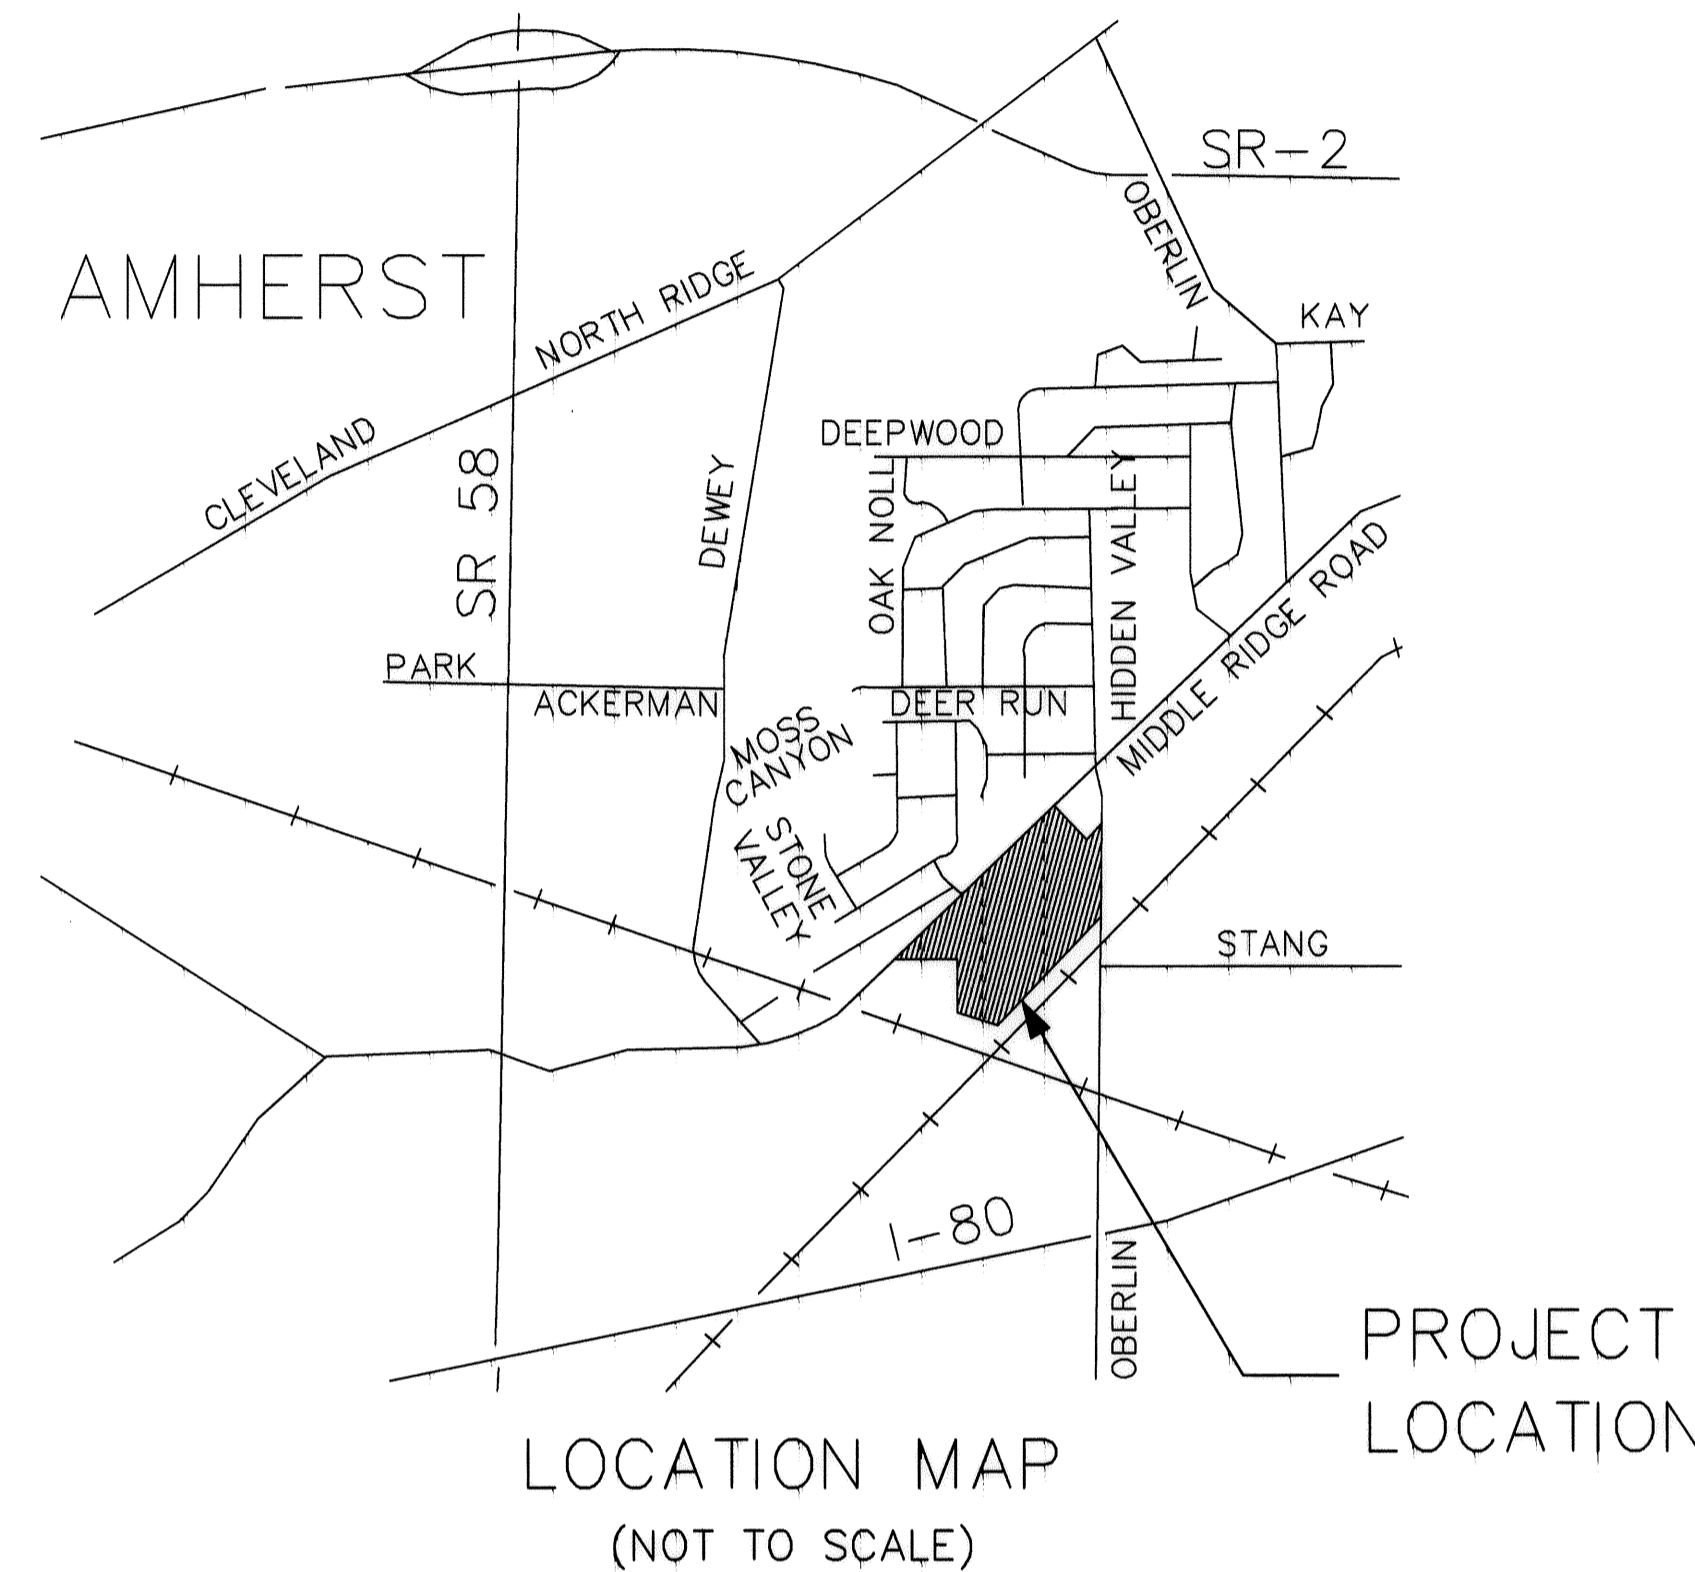 SR-2
OBERLIN
AMHERST
NORTH RIDGE
KAY
CLEVELAND
SR 58
DEWEY
DEEPWOOD
OAK NOLL
HIDDEN VALLEY
MIDDLE RIDGE ROAD
PARK
ACKERMAN
DEER RUN
MOSS
CANYON
STONE
VALLEY
STANG
I-80
OBERLIN
PROJECT
LOCATION
LOCATION MAP
(NOT TO SCALE)